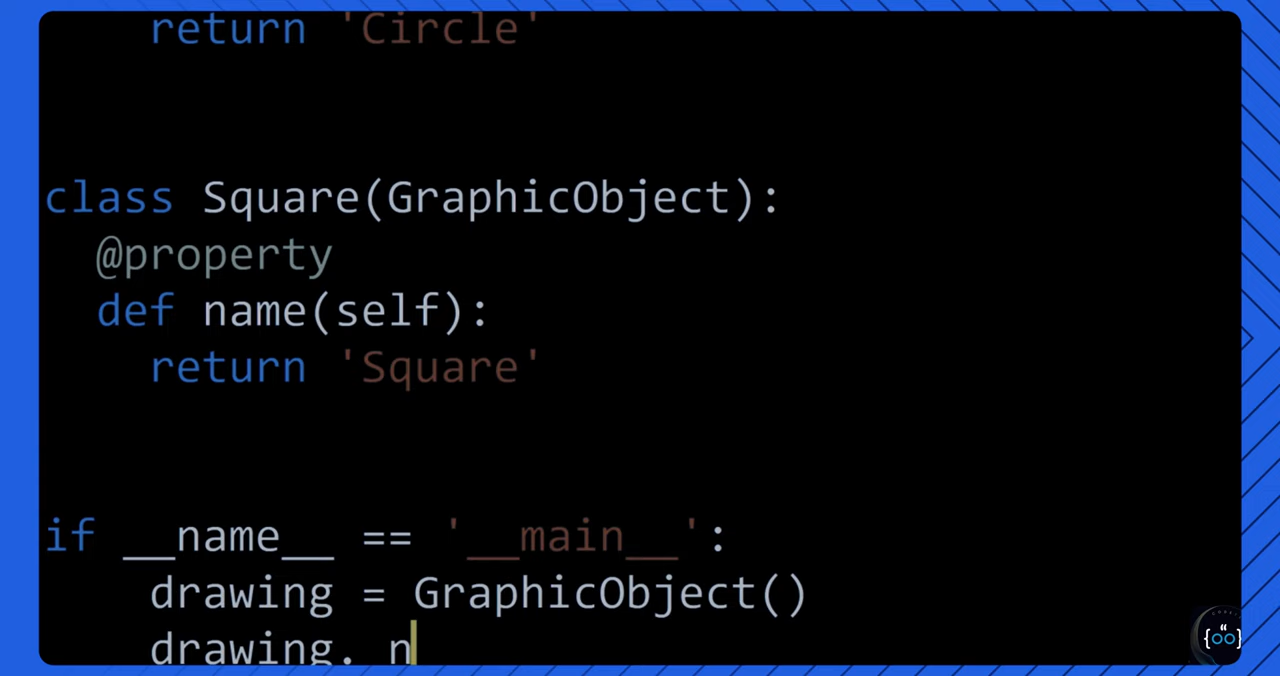 return 'Circle'
class Square(GraphicObject):
@property
def name(self):
return 'Square'
if __name__ == '__main__':
drawing = GraphicObject()
drawing. n